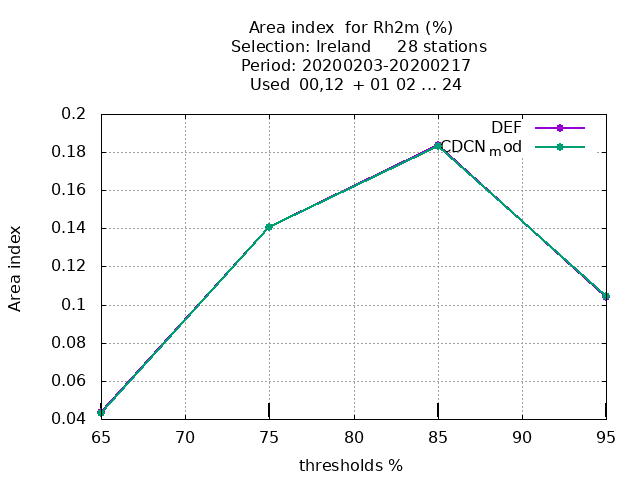 Area index  for Rh2m (%)
Selection: Ireland     28 stations
Period: 20200203-20200217
Used  00,12  + 01 02 ... 24
0.2
DEF
CDCN_mod
0.18
0.16
0.14
0.12
0.1
0.08
0.06
0.04
Area index
65 70 75 80 85 90 95
thresholds %